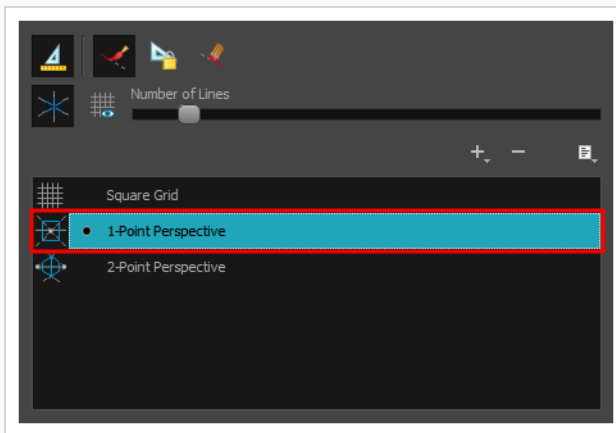 Number of Lines
Square Grid
1-Point Perspective
2-Point Perspective